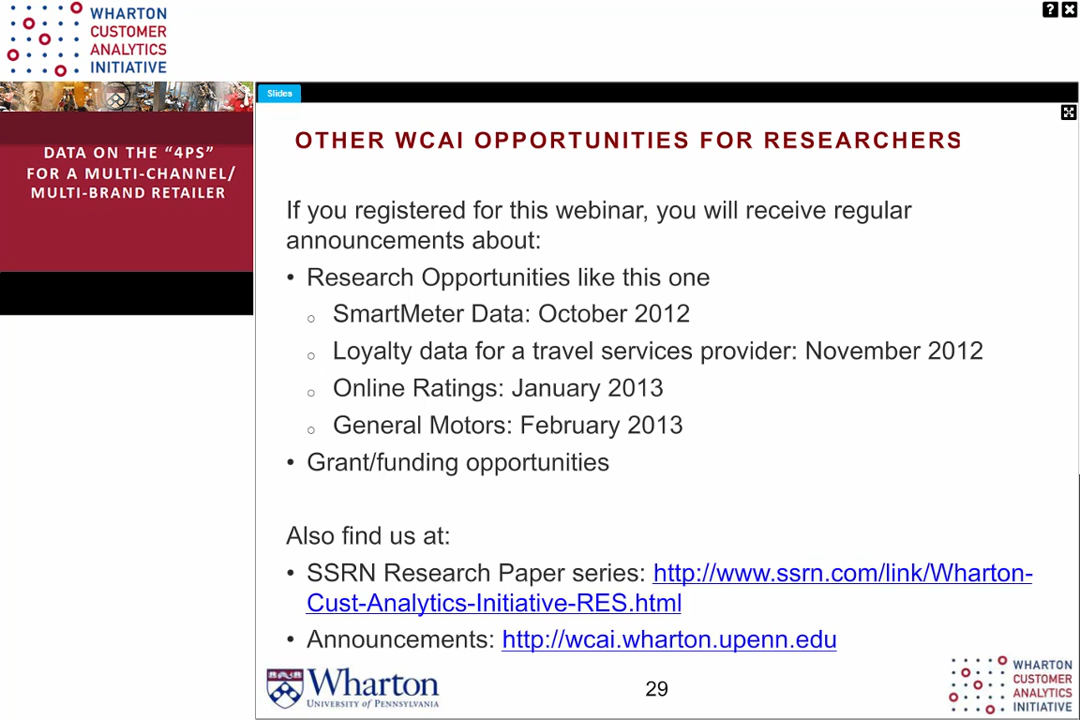 WHARTON
CUSTOMER
ANALYTICS
INITIATIVE
Slides
DATA ON THE “4PS”
FOR A MULTI-CHANNEL/
MULTI-BRAND RETAILER
OTHER WCAI OPPORTUNITIES FOR RESEARCHERS
If you registered for this webinar, you will receive regular
announcements about:
• Research Opportunities like this one
○ SmartMeter Data: October 2012
○ Loyalty data for a travel services provider: November 2012
○ Online Ratings: January 2013
○ General Motors: February 2013
• Grant/funding opportunities
Also find us at:
• SSRN Research Paper series: http://www.ssrn.com/link/Wharton-
Cust-Analytics-Initiative-RES.html
• Announcements: http://wcai.wharton.upenn.edu
Wharton
UNIVERSITY of PENNSYLVANIA
29
WHARTON
CUSTOMER
ANALYTICS
INITIATIVE